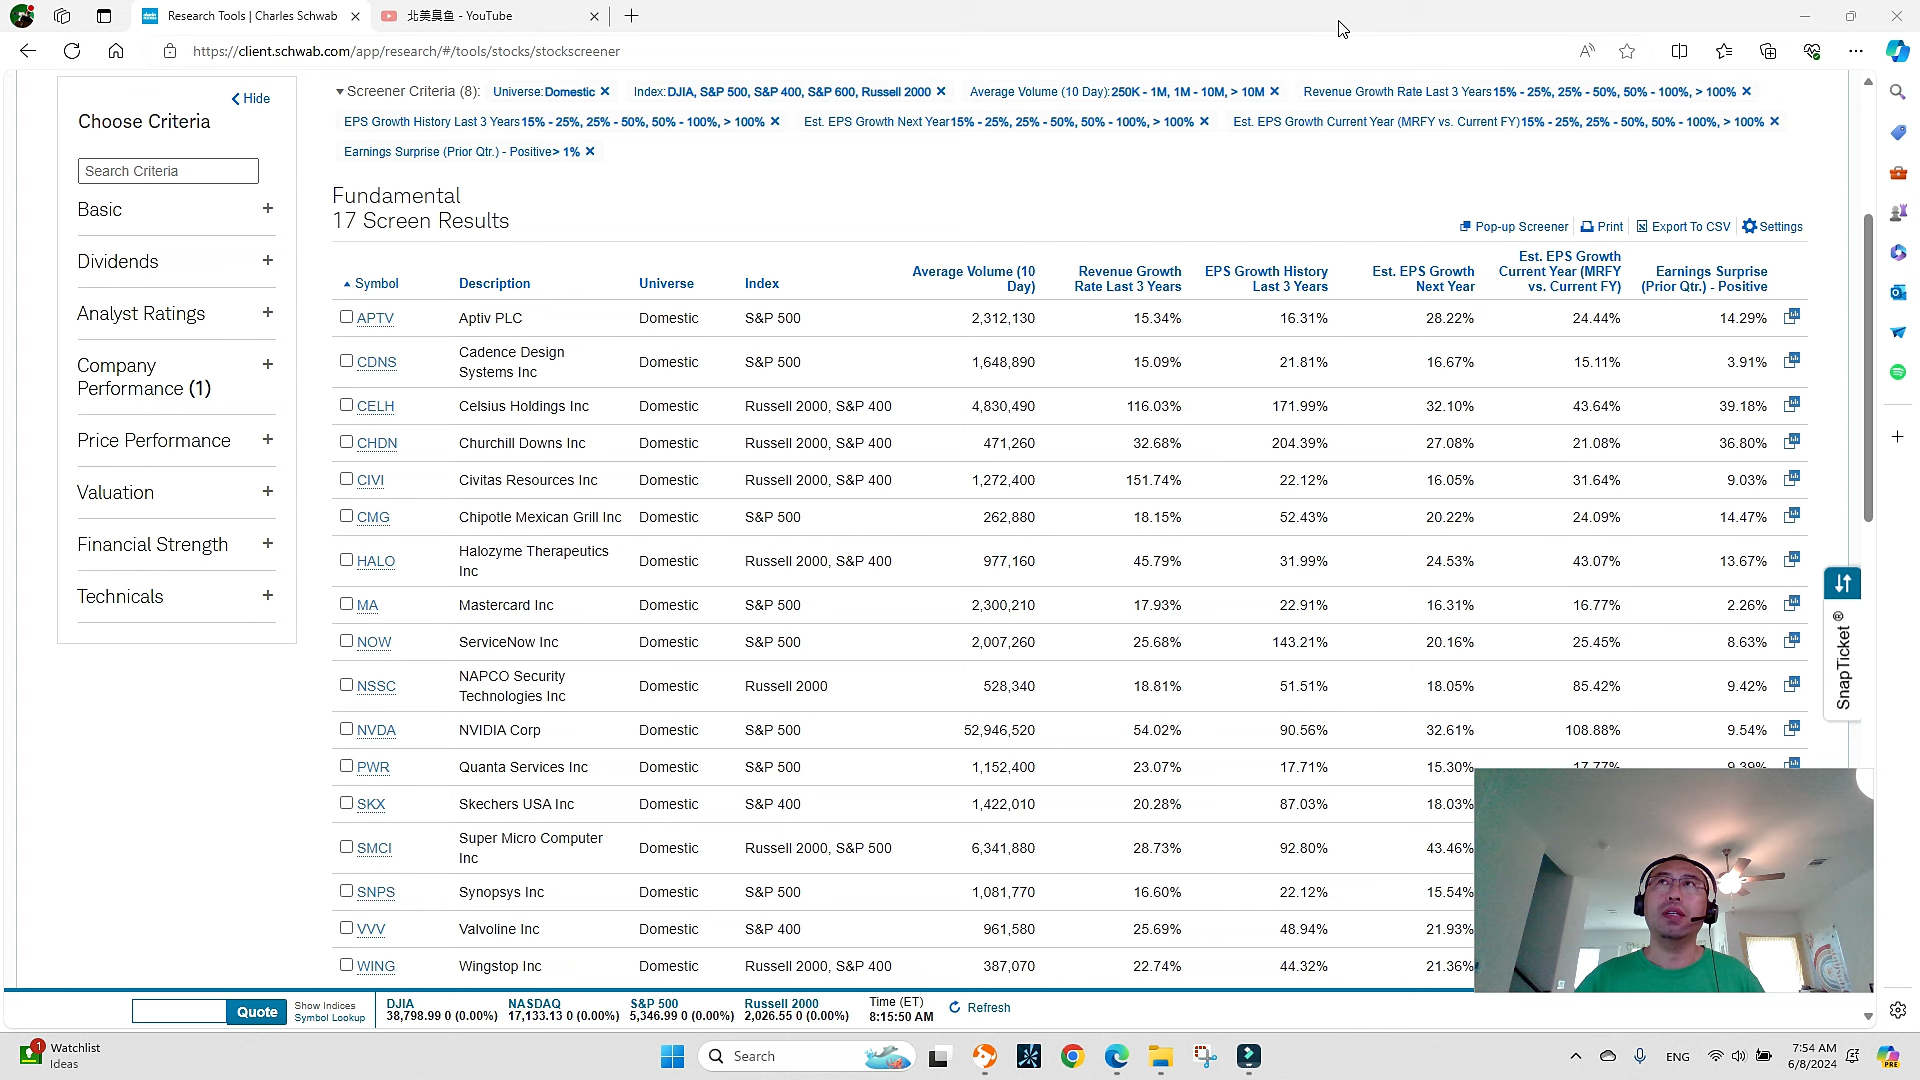 Research Tools | Charles Schwab
北美臭鱼 - YouTube
https://client.schwab.com/app/research/#/tools/stocks/stockscreener
Hide
Choose Criteria
Search Criteria
Basic
Dividends
Analyst Ratings
Company
Performance (1)
Price Performance
Valuation
Financial Strength
Technicals
Screener Criteria (8): Universe:Domestic Index:DJIA, S&P 500, S&P 400, S&P 600, Russell 2000 Average Volume (10 Day):250K - 1M, 1M - 10M, > 10M Revenue Growth Rate Last 3 Years15% - 25%, 25% - 50%, 50% - 100%, > 100%
EPS Growth History Last 3 Years15% - 25%, 25% - 50%, 50% - 100%, > 100% Est. EPS Growth Next Year15% - 25%, 25% - 50%, 50% - 100%, > 100% Est. EPS Growth Current Year (MRFY vs. Current FY)15% - 25%, 25% - 50%, 50% - 100%, > 100%
Earnings Surprise (Prior Qtr.) - Positive> 1%
Fundamental
17 Screen Results
Pop-up Screener Print Export To CSV Settings
Symbol
Description
Universe
Index
Average Volume (10
Day)
Revenue Growth
Rate Last 3 Years
EPS Growth History
Last 3 Years
Est. EPS Growth
Next Year
Est. EPS Growth
Current Year (MRFY
vs. Current FY)
Earnings Surprise
(Prior Qtr.) - Positive
APTV Aptiv PLC Domestic S&P 500 2,312,130 15.34% 16.31% 28.22% 24.44% 14.29%
CDNS Cadence Design
Systems Inc Domestic S&P 500 1,648,890 15.09% 21.81% 16.67% 15.11% 3.91%
CELH Celsius Holdings Inc Domestic Russell 2000, S&P 400 4,830,490 116.03% 171.99% 32.10% 43.64% 39.18%
CHDN Churchill Downs Inc Domestic Russell 2000, S&P 400 471,260 32.68% 204.39% 27.08% 21.08% 36.80%
CIVI Civitas Resources Inc Domestic Russell 2000, S&P 400 1,272,400 151.74% 22.12% 16.05% 31.64% 9.03%
CMG Chipotle Mexican Grill Inc Domestic S&P 500 262,880 18.15% 52.43% 20.22% 24.09% 14.47%
HALO Halozyme Therapeutics
Inc Domestic Russell 2000, S&P 400 977,160 45.79% 31.99% 24.53% 43.07% 13.67%
MA Mastercard Inc Domestic S&P 500 2,300,210 17.93% 22.91% 16.31% 16.77% 2.26%
NOW ServiceNow Inc Domestic S&P 500 2,007,260 25.68% 143.21% 20.16% 25.45% 8.63%
NSSC NAPCO Security
Technologies Inc Domestic Russell 2000 528,340 18.81% 51.51% 18.05% 85.42% 9.42%
NVDA NVIDIA Corp Domestic S&P 500 52,946,520 54.02% 90.56% 32.61% 108.88% 9.54%
PWR Quanta Services Inc Domestic S&P 500 1,152,400 23.07% 17.71% 15.30% 17.77% 9.39%
SKX Skechers USA Inc Domestic S&P 400 1,422,010 20.28% 87.03% 18.03%
SMCI Super Micro Computer
Inc Domestic Russell 2000, S&P 500 6,341,880 28.73% 92.80% 43.46%
SNPS Synopsys Inc Domestic S&P 500 1,081,770 16.60% 22.12% 15.54%
VVV Valvoline Inc Domestic S&P 400 961,580 25.69% 48.94% 21.93%
WING Wingstop Inc Domestic Russell 2000, S&P 400 387,070 22.74% 44.32% 21.36%
SnapTicket®
Quote
Show Indices
Symbol Lookup
DJIA
38,798.99 0 (0.00%)
NASDAQ
17,133.13 0 (0.00%)
S&P 500
5,346.99 0 (0.00%)
Russell 2000
2,026.55 0 (0.00%)
Time (ET)
8:15:50 AM
Refresh
1
Watchlist
Ideas
Search
ENG
7:54 AM
6/8/2024
PRE